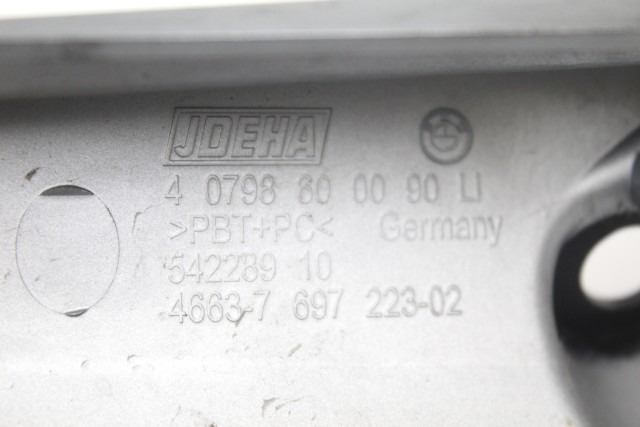 JDEHA
4 0798 80 00 90 LI
>PBT+PC< Germany
542289 10
4663-7 697 223-02